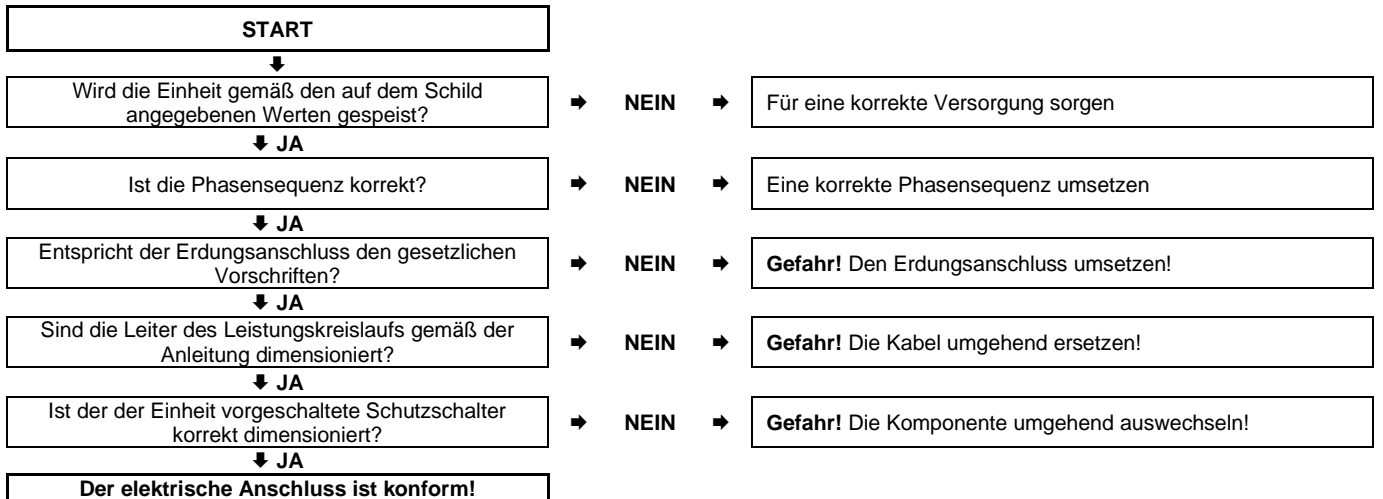 START
Wird die Einheit gemäß den auf dem Schild
angegebenen Werten gespeist?
NEIN
Für eine korrekte Versorgung sorgen
JA
Ist die Phasensequenz korrekt?
NEIN
Eine korrekte Phasensequenz umsetzen
JA
Entspricht der Erdungsanschluss den gesetzlichen
Vorschriften?
NEIN
Gefahr! Den Erdungsanschluss umsetzen!
JA
Sind die Leiter des Leistungskreislaufs gemäß der
Anleitung dimensioniert?
NEIN
Gefahr! Die Kabel umgehend ersetzen!
JA
Ist der der Einheit vorgeschaltete Schutzschalter
korrekt dimensioniert?
NEIN
Gefahr! Die Komponente umgehend auswechseln!
JA
Der elektrische Anschluss ist konform!